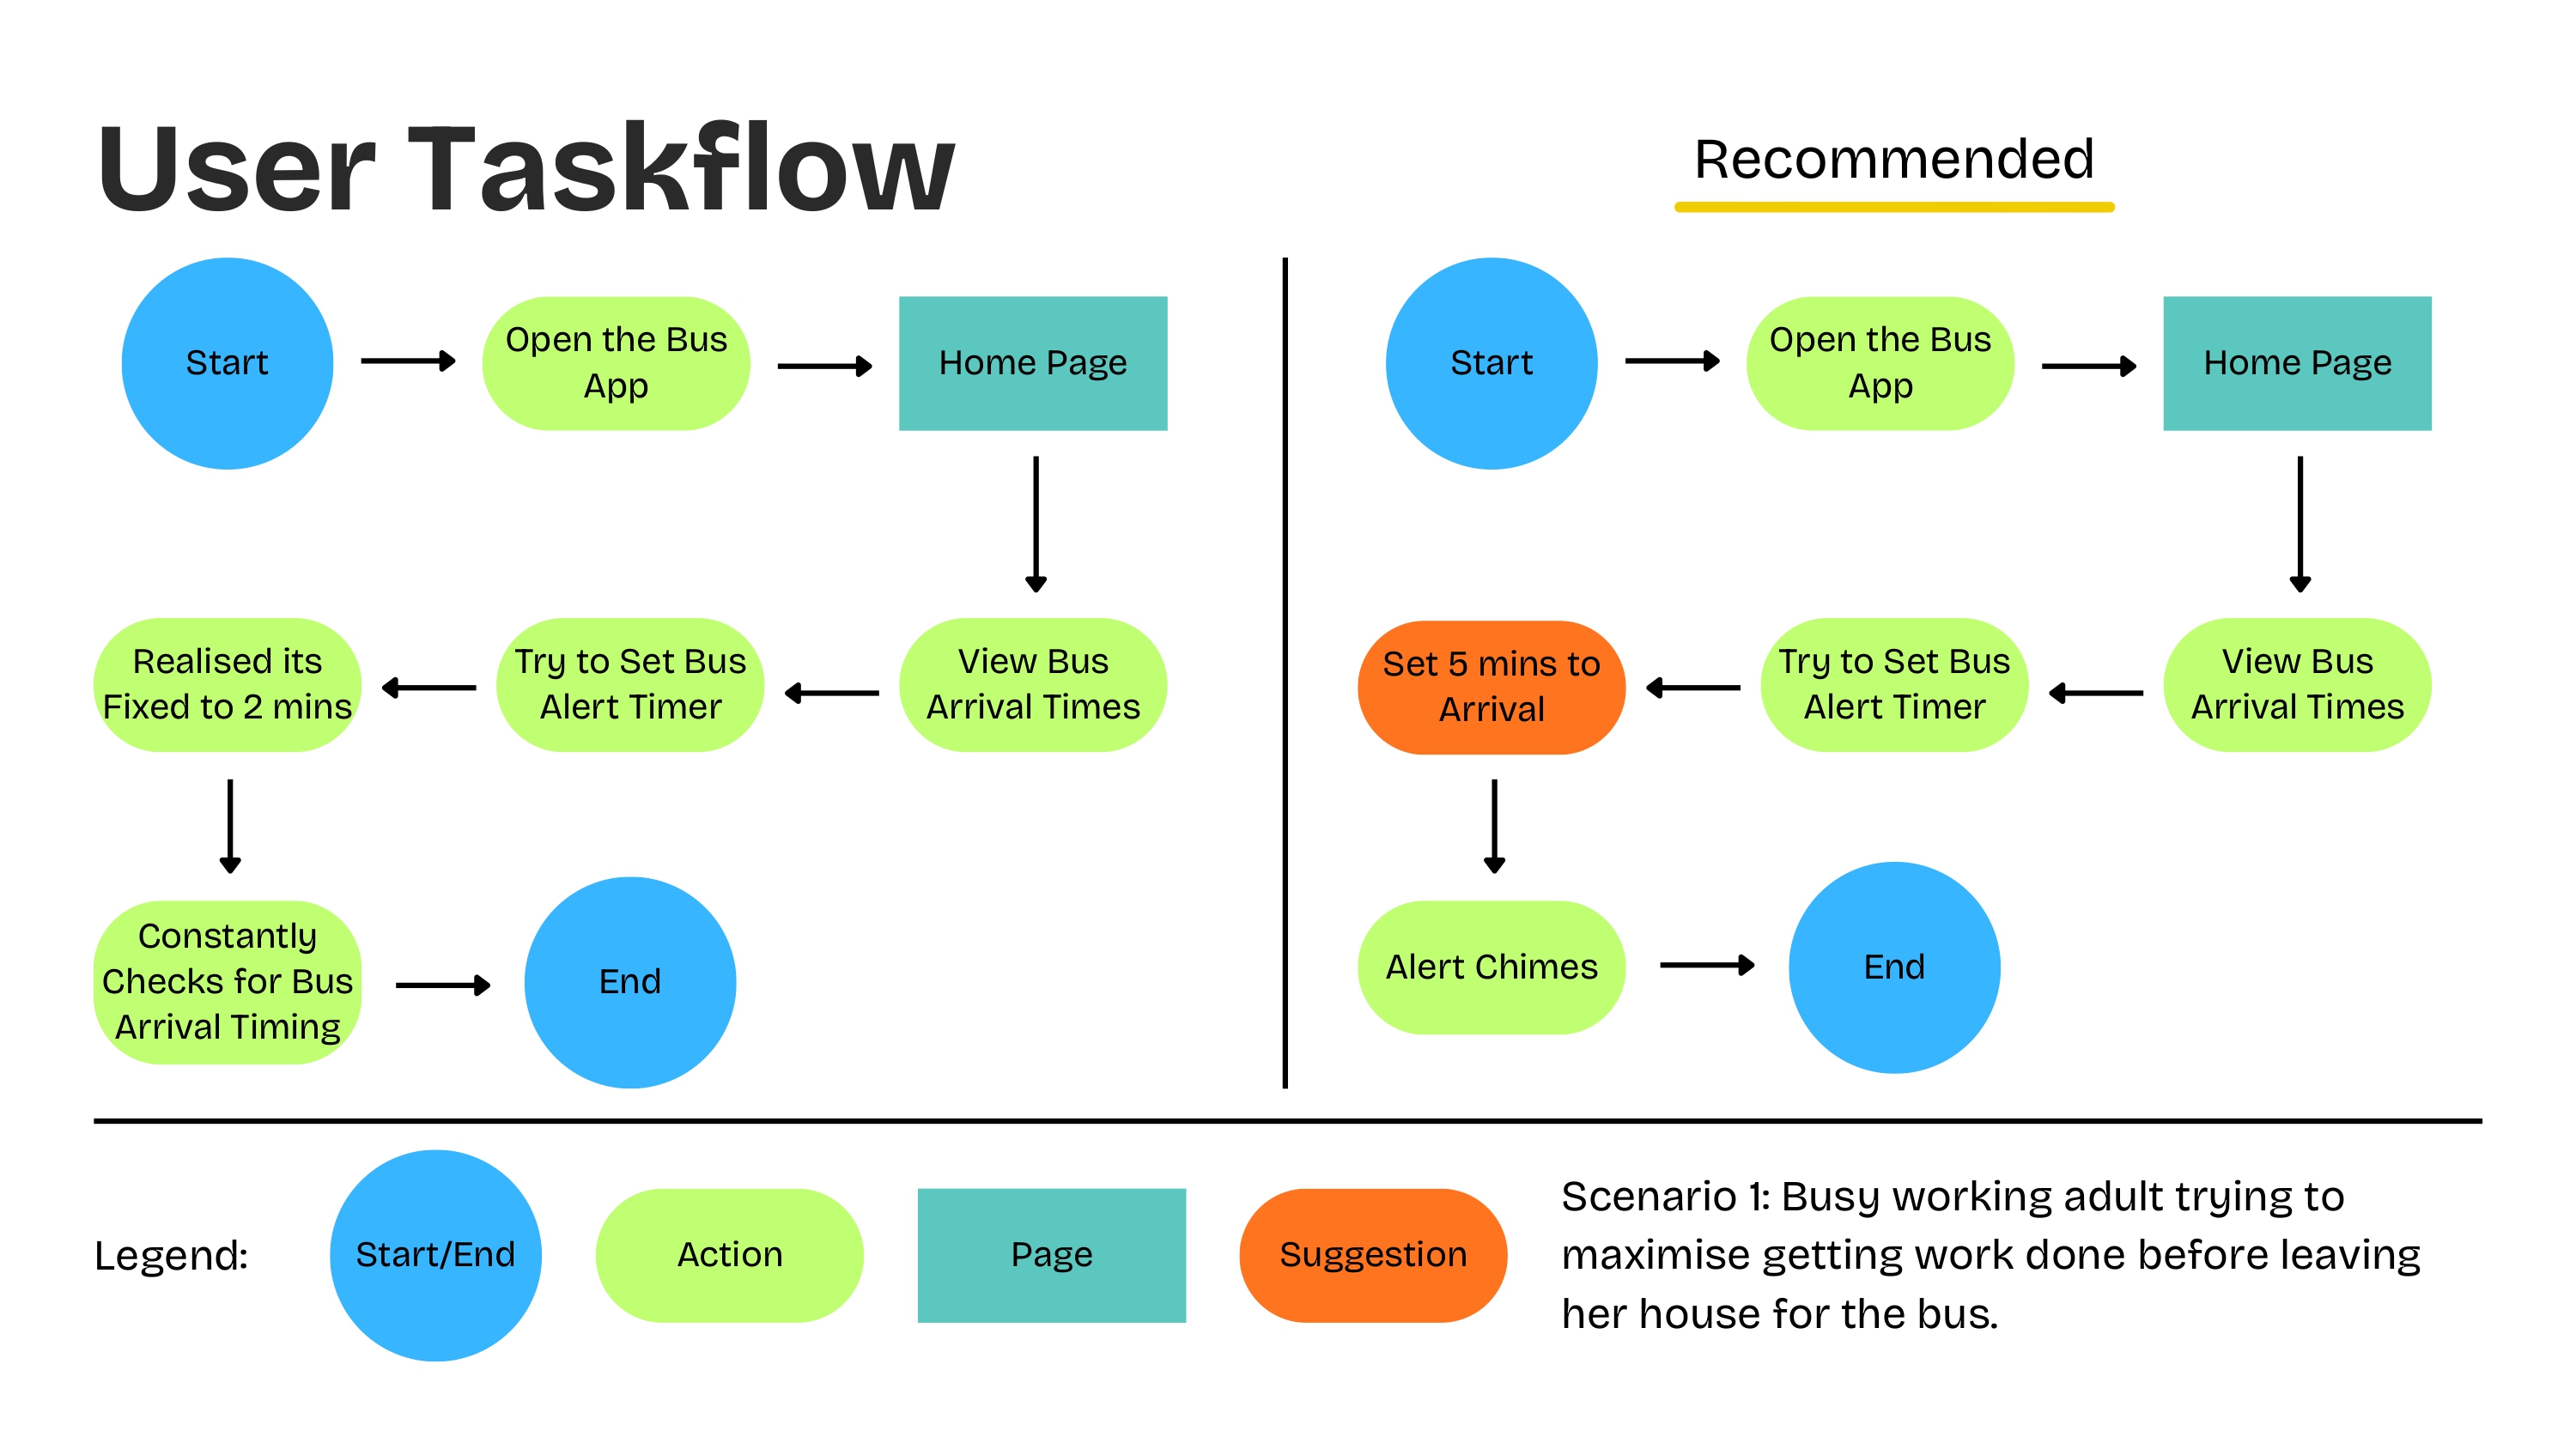 User Taskflow
Recommended
Start
Open the Bus
App
Home Page
Realised its
Fixed to 2 mins
Try to Set Bus
Alert Timer
View Bus
Arrival Times
Constantly
Checks for Bus
Arrival Timing
End
Start
Open the Bus
App
Home Page
Set 5 mins to
Arrival
Try to Set Bus
Alert Timer
View Bus
Arrival Times
Alert Chimes
End
Legend:
Start/End
Action
Page
Suggestion
Scenario 1: Busy working adult trying to
maximise getting work done before leaving
her house for the bus.